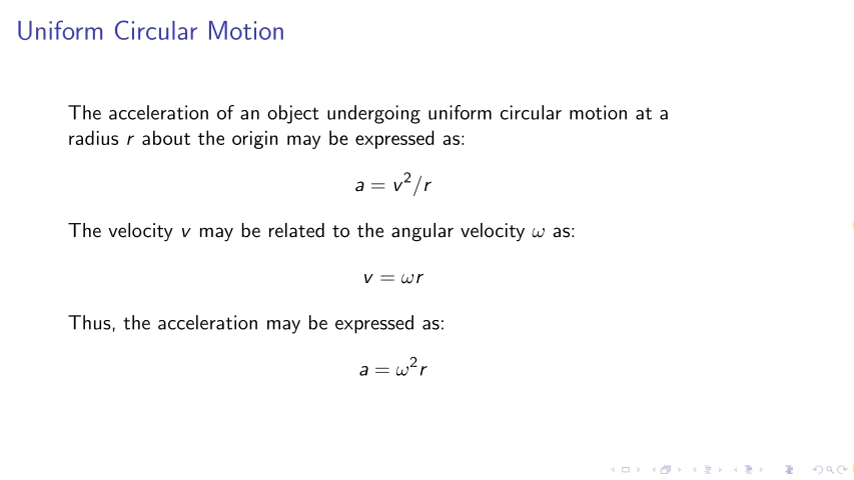 Uniform Circular Motion
The acceleration of an object undergoing uniform circular motion at a
radius r about the origin may be expressed as:
a = v²/r
The velocity v may be related to the angular velocity ω as:
v = ωr
Thus, the acceleration may be expressed as:
a = ω²r